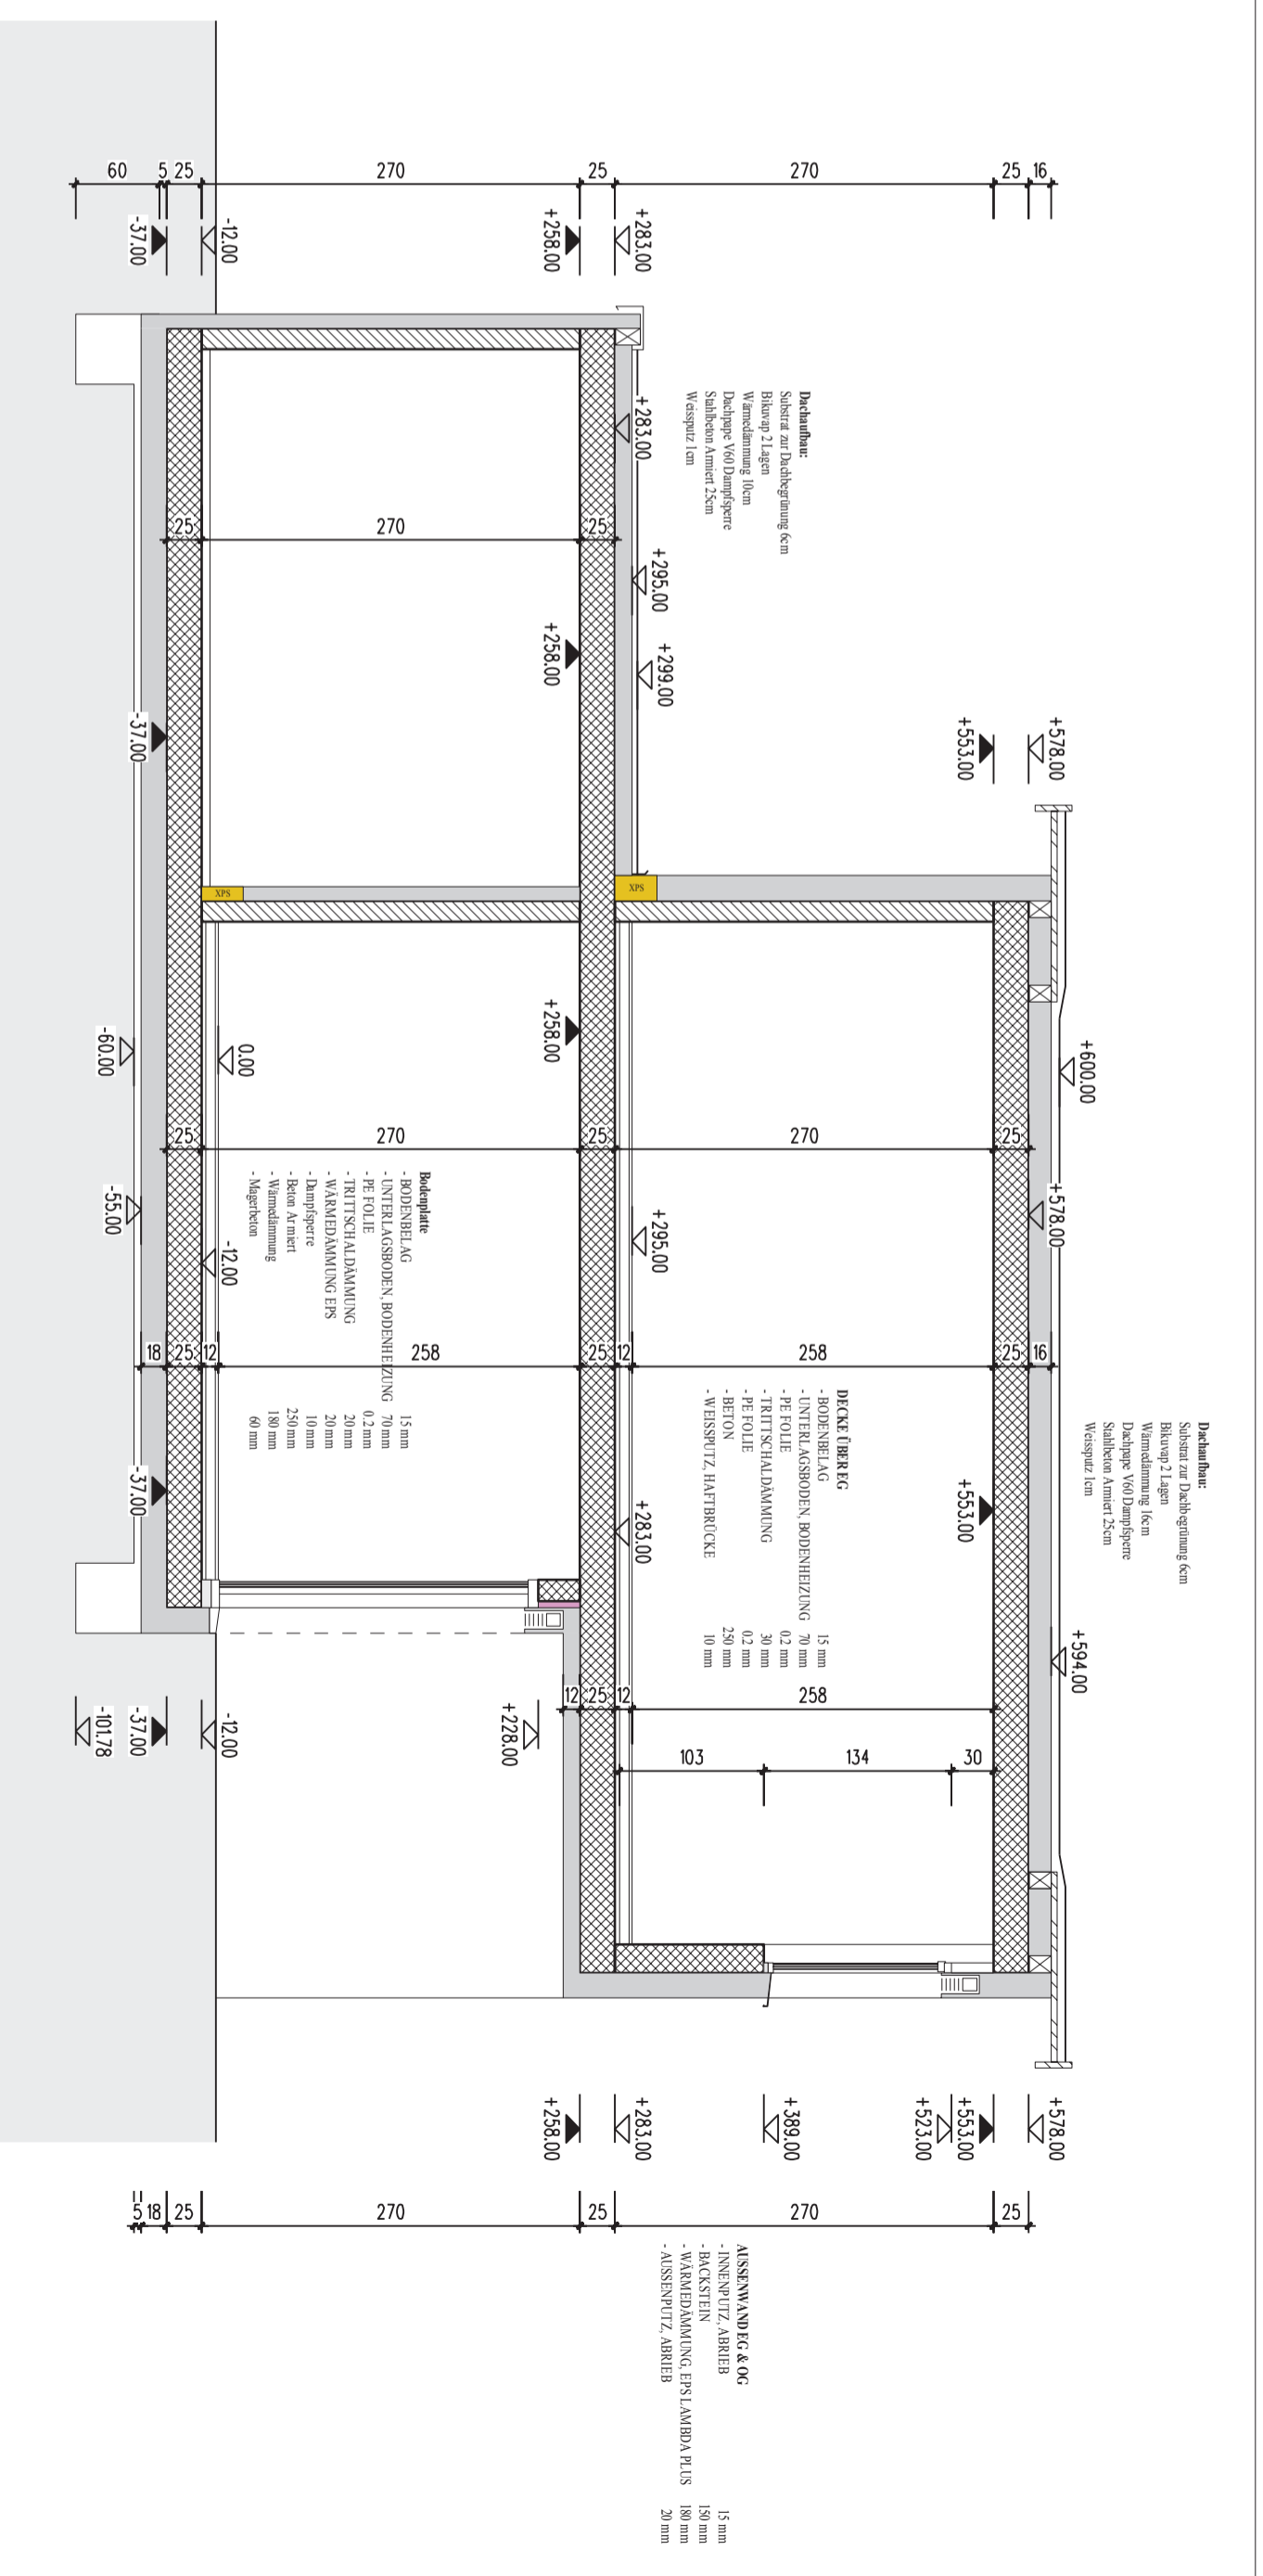 Dachaufbau:
Substrat zur Dachbegrünung 6cm
Bikuvap 2 Lagen
Wärmedämmung 16cm
Dachpape V60 Dampfsperre
Stahlbeton Armiert 25cm
Weissputz 1cm
Dachaufbau:
Substrat zur Dachbegrünung 6cm
Bikuvap 2 Lagen
Wärmedämmung 10cm
Dachpape V60 Dampfsperre
Stahlbeton Armiert 25cm
Weissputz 1cm
DECKE ÜBER EG
- BODENBELAG 15 mm
- UNTERLAGSBODEN, BODENHEIZUNG 70 mm
- PE FOLIE 0.2 mm
- TRITTSCHALDÄMMUNG 30 mm
- PE FOLIE 0.2 mm
- BETON 250 mm
- WEISSPUTZ, HAFTBRÜCKE 10 mm
AUSSENWAND EG & OG
- INNENPUTZ, ABRIEB 15 mm
- BACKSTEIN 150 mm
- WÄRMEDÄMMUNG, EPS LAMBDA PLUS 180 mm
- AUSSENPUTZ, ABRIEB 20 mm
Bodenplatte
- BODENBELAG 15 mm
- UNTERLAGSBODEN, BODENHEIZUNG 70 mm
- PE FOLIE 0.2 mm
- TRITTSCHALDÄMMUNG 20 mm
- WÄRMEDÄMMUNG EPS 20 mm
- Dampfsperre 10 mm
- Beton Armiert 250 mm
- Wärmedämmung 180 mm
- Magerbeton 60 mm
XPS
XPS
60 5 25 270 25 270 25 16
-37.00
-12.00
+258.00
+283.00
+283.00
+295.00
+299.00
+258.00
-37.00
25 270 25
+553.00
+578.00
+600.00
+258.00
0.00
-60.00
25 270 25 270 25
-55.00
-12.00
+295.00
+578.00
18 25 12 258 25 12 258 25 16
-37.00
+283.00
+553.00
+594.00
12 25 12 258
103 134 30
-101.78
-37.00
-12.00
+228.00
+258.00
+283.00
+389.00
+523.00
+553.00
+578.00
5 18 25 270 25 270 25